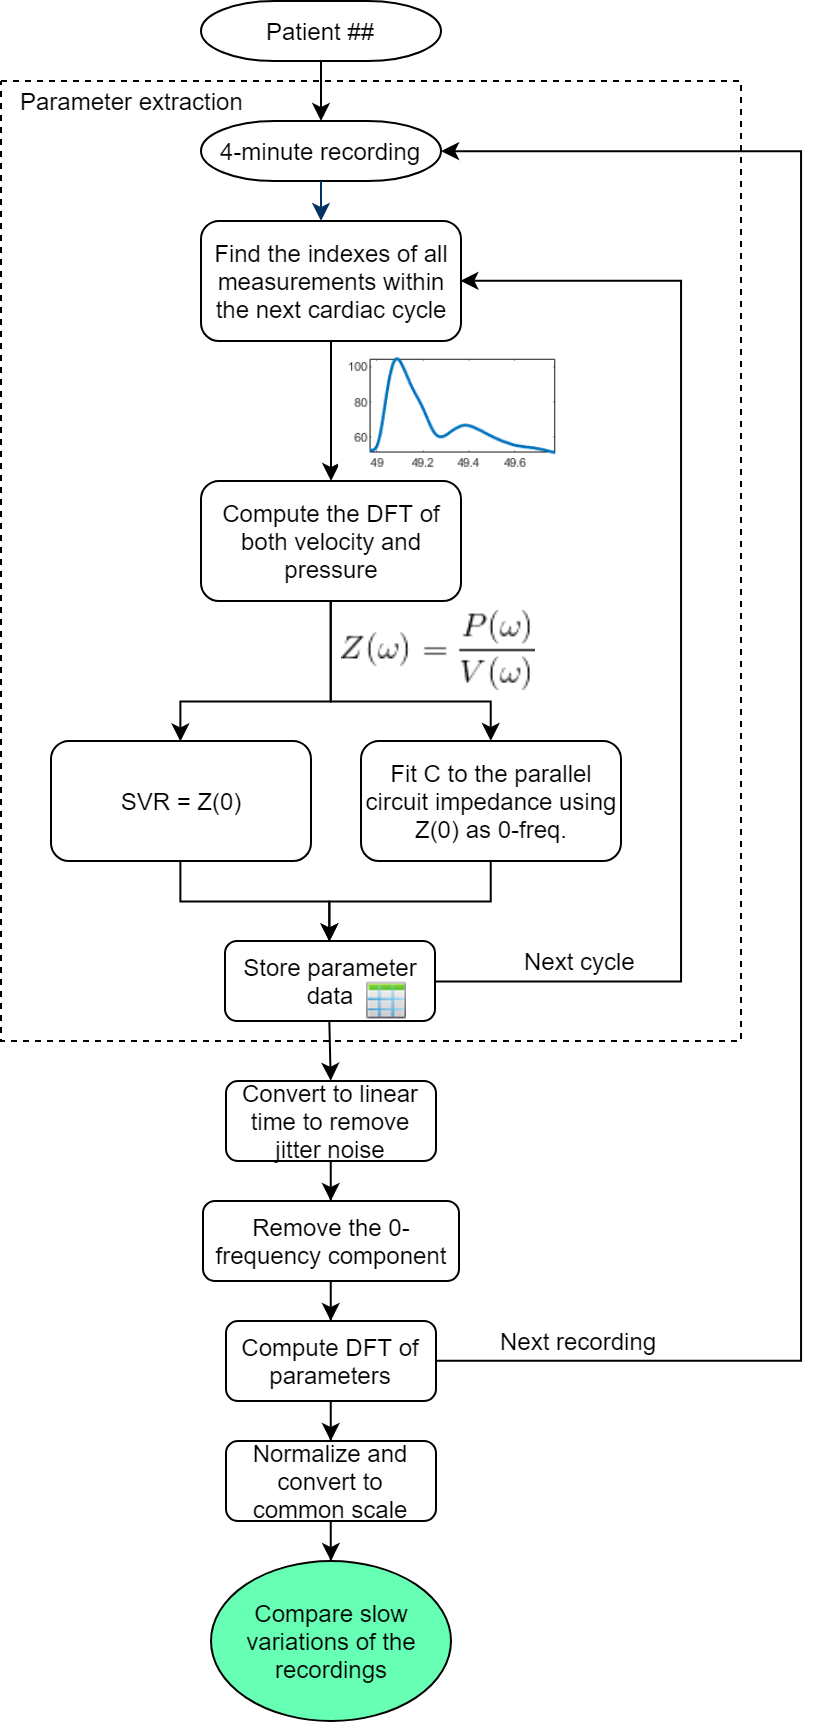 Patient ##
Parameter extraction
4-minute recording
Find the indexes of all
measurements within
the next cardiac cycle
100
80
60
49
49.2
49.4
49.6
Compute the DFT of
both velocity and
pressure
Z(ω) = P(ω) / V(ω)
SVR = Z(0)
Fit C to the parallel
circuit impedance using
Z(0) as 0-freq.
Store parameter
data
Next cycle
Convert to linear
time to remove
jitter noise
Remove the 0-
frequency component
Compute DFT of
parameters
Next recording
Normalize and
convert to
common scale
Compare slow
variations of the
recordings